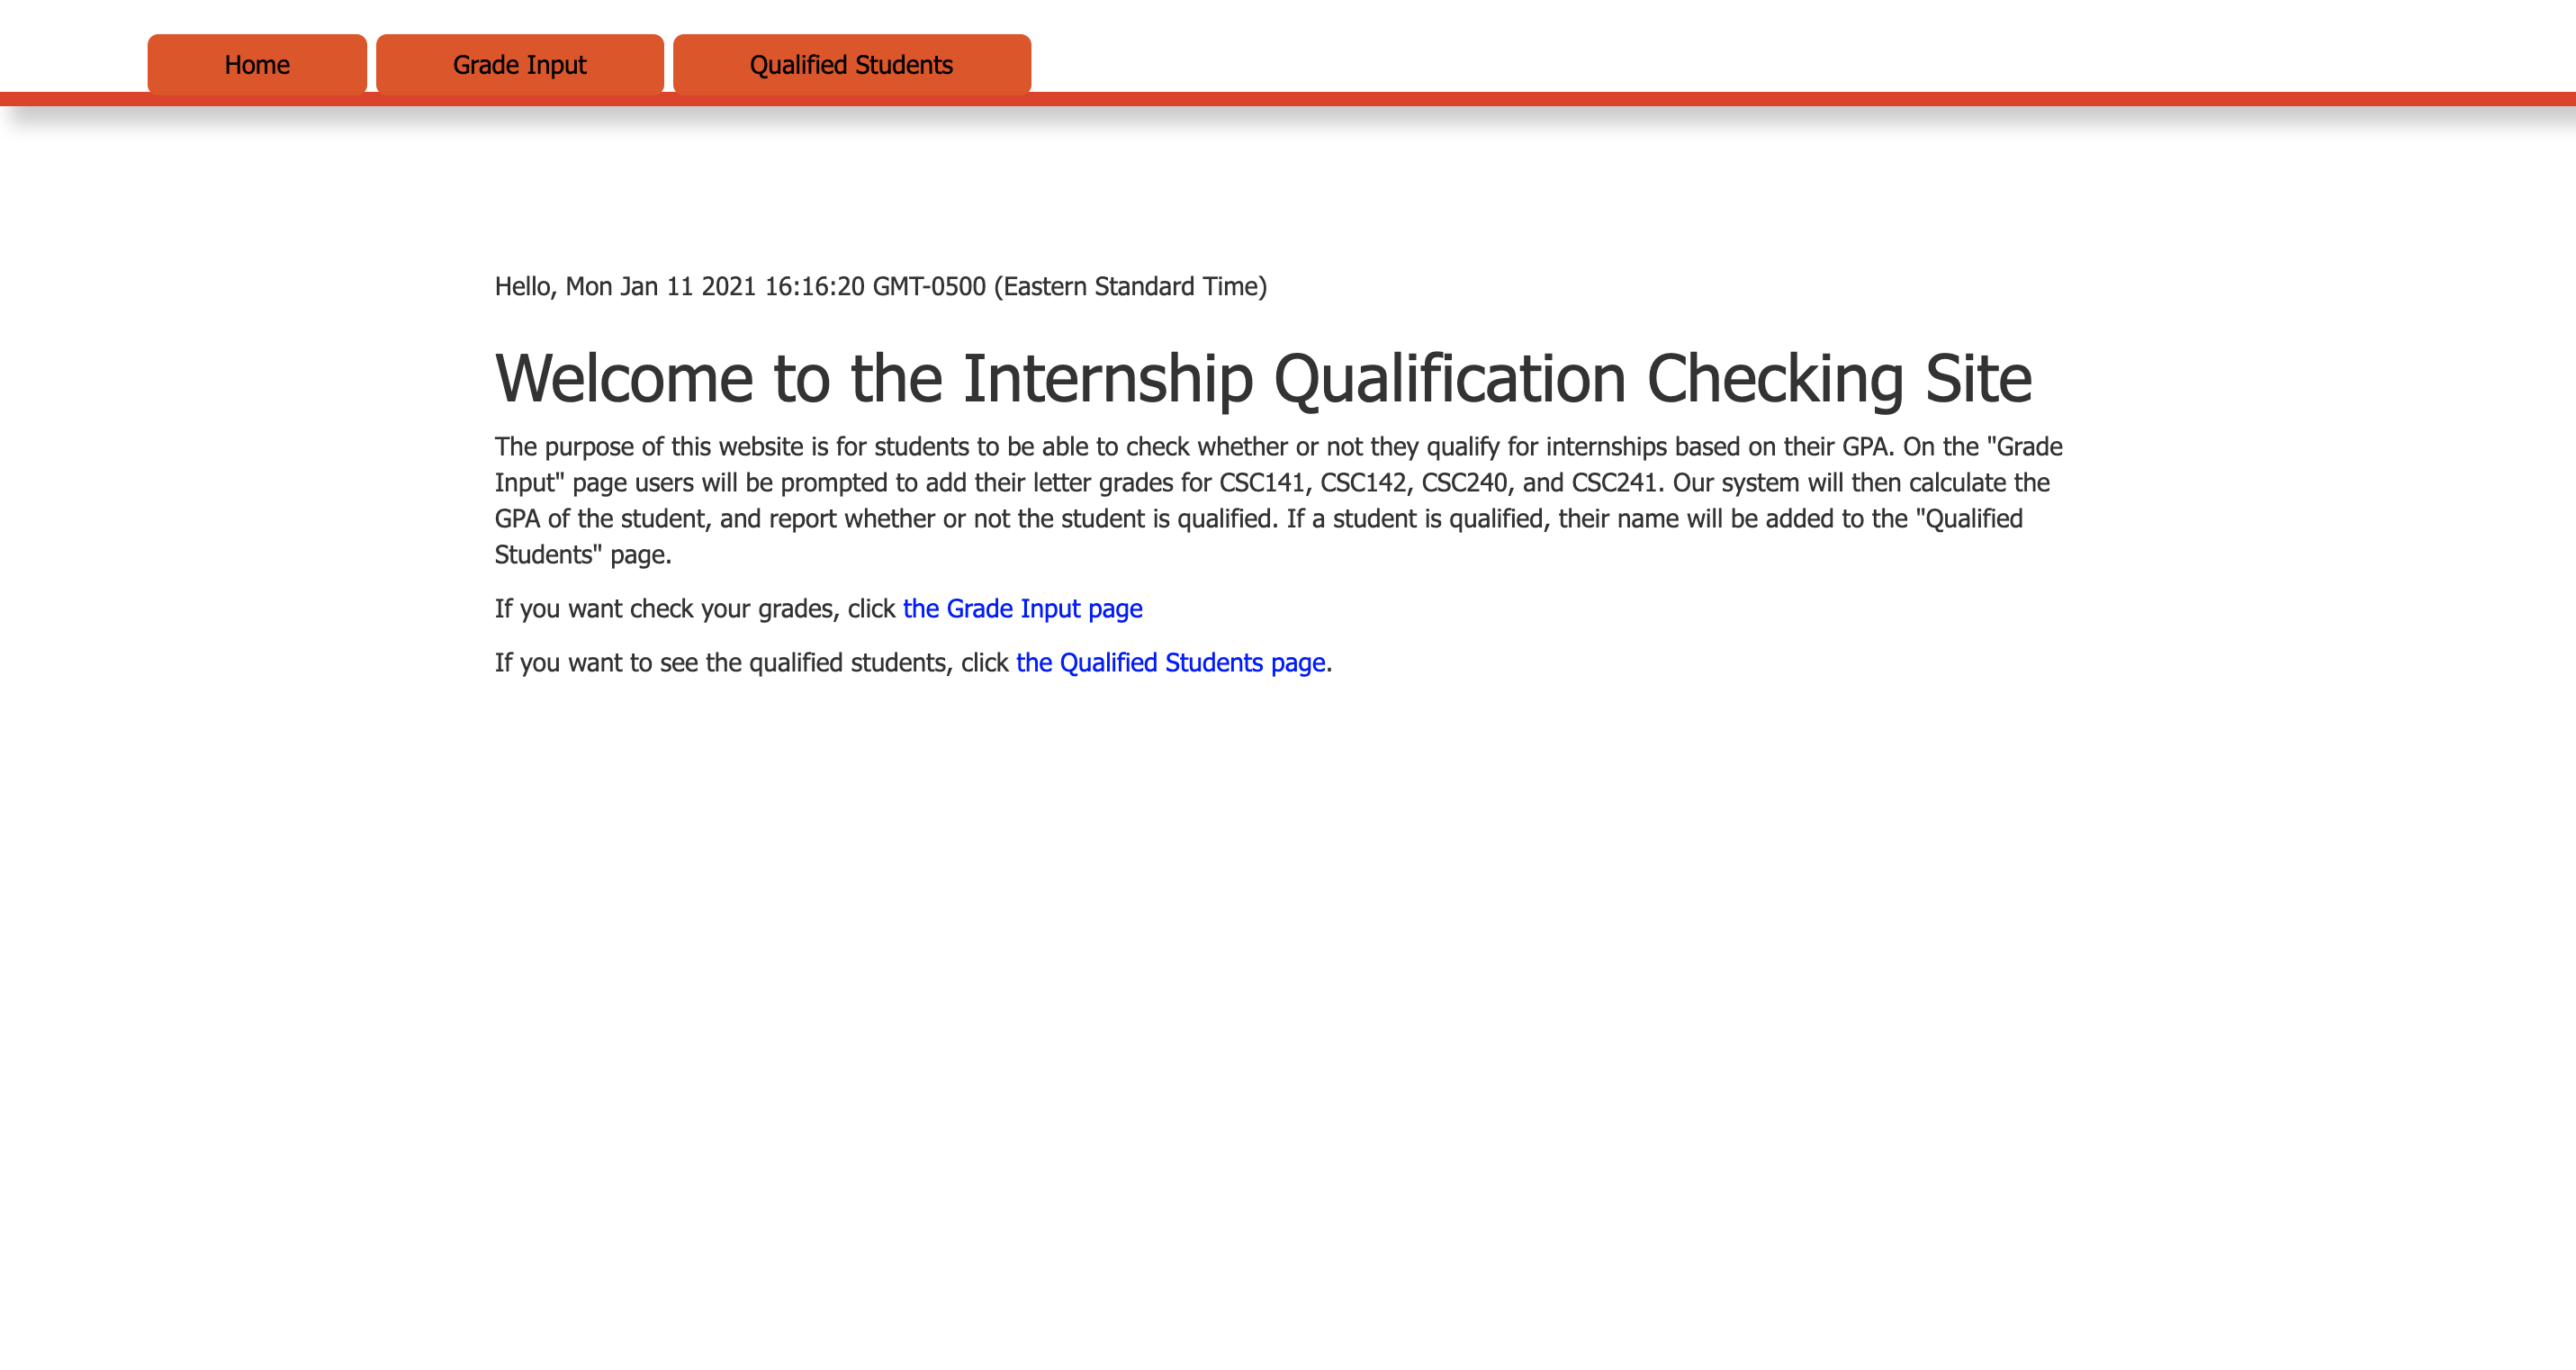 Home Grade Input Qualified Students
Hello, Mon Jan 11 2021 16:16:20 GMT-0500 (Eastern Standard Time)
Welcome to the Internship Qualification Checking Site
The purpose of this website is for students to be able to check whether or not they qualify for internships based on their GPA. On the "Grade
Input" page users will be prompted to add their letter grades for CSC141, CSC142, CSC240, and CSC241. Our system will then calculate the
GPA of the student, and report whether or not the student is qualified. If a student is qualified, their name will be added to the "Qualified
Students" page.
If you want check your grades, click the Grade Input page
If you want to see the qualified students, click the Qualified Students page.